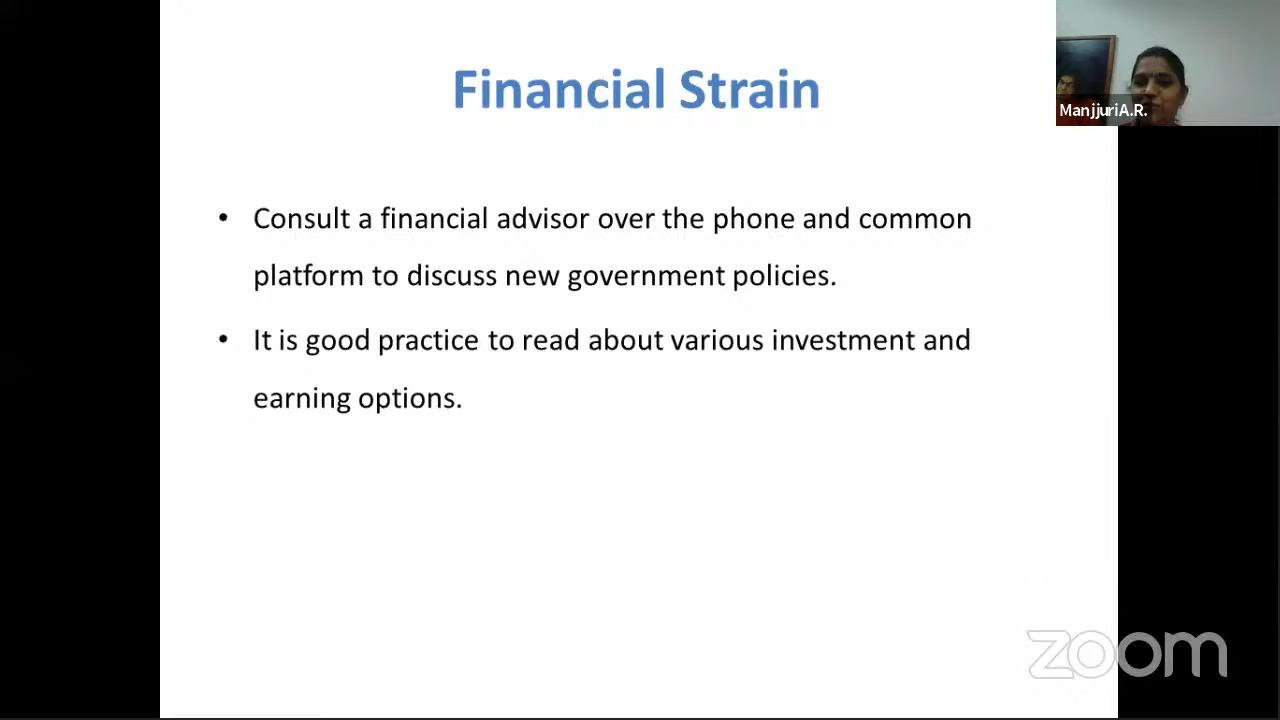 Financial Strain
ManjjuriA.R.
• Consult a financial advisor over the phone and common
platform to discuss new government policies.
• It is good practice to read about various investment and
earning options.
zoom